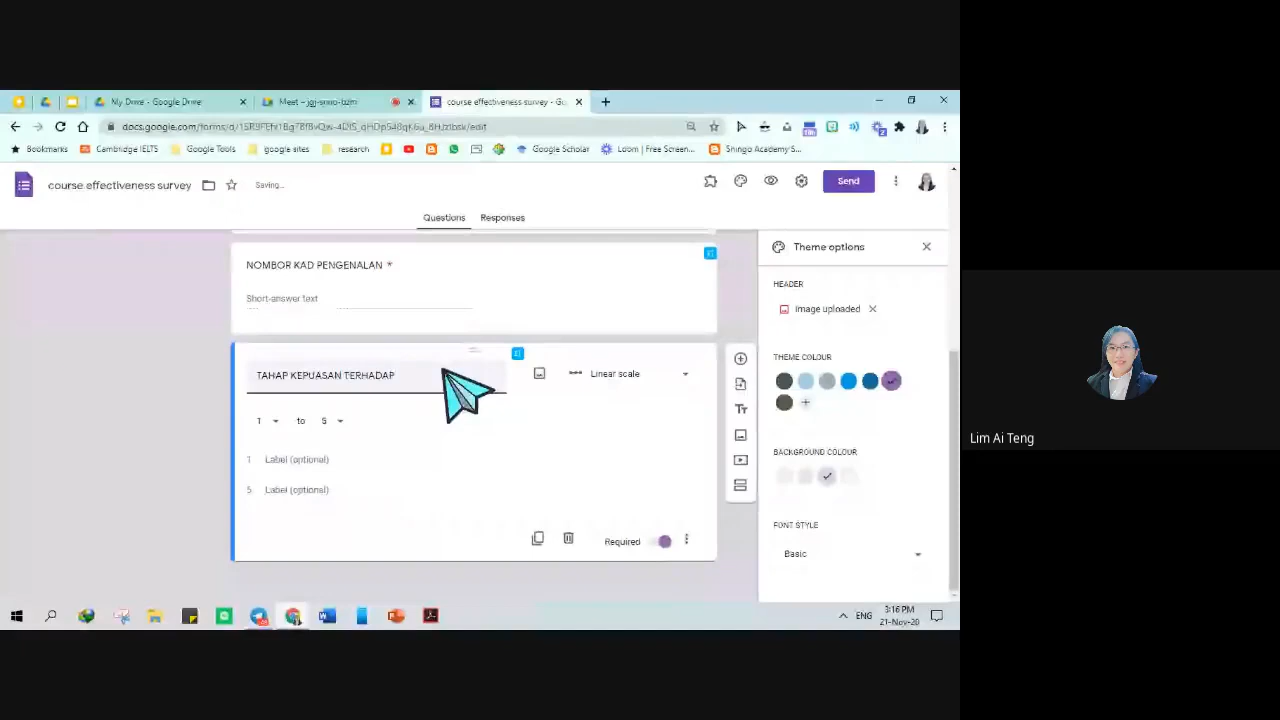 My Drive - Google Drive
course effectiveness survey - Go
Bookmarks
Cambridge IELTS
Google Tools
google sites
research
Google Scholar
Loom | Free Screen...
Shingo Academy S...
course effectiveness survey
Saving...
Send
Questions
Responses
Theme options
NOMBOR KAD PENGENALAN *
Short-answer text
HEADER
Image uploaded
THEME COLOUR
TAHAP KEPUASAN TERHADAP
Linear scale
1
to
5
1 Label (optional)
5 Label (optional)
BACKGROUND COLOUR
FONT STYLE
Basic
Required
Lim Ai Teng
ENG
3:16 PM
21-Nov-20